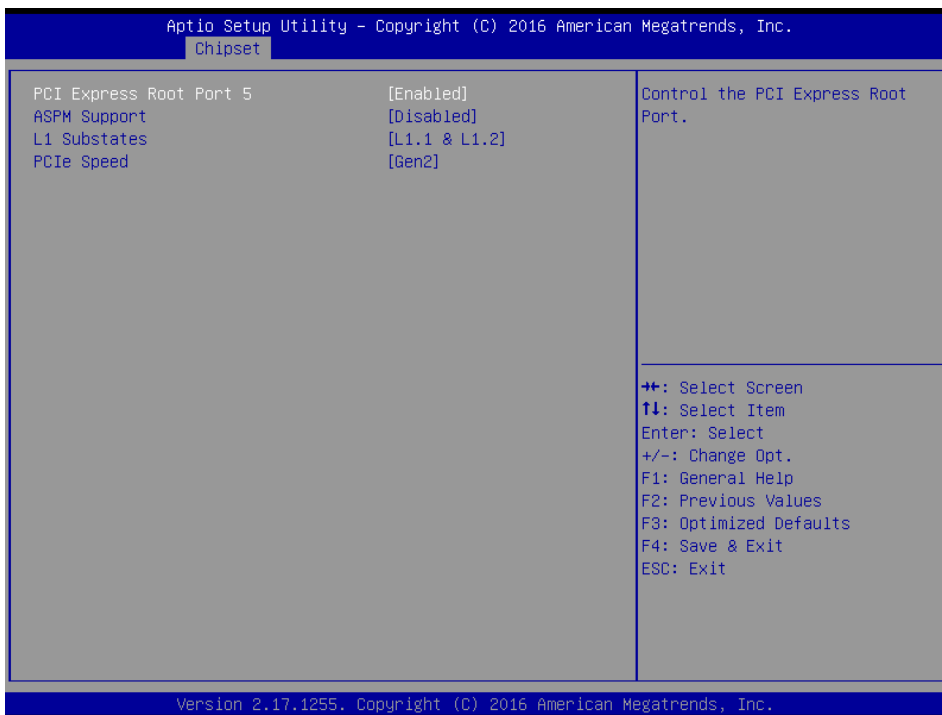 Aptio Setup Utility – Copyright (C) 2016 American Megatrends, Inc.
Chipset
PCI Express Root Port 5 [Enabled]
ASPM Support [Disabled]
L1 Substates [L1.1 & L1.2]
PCIe Speed [Gen2]
Control the PCI Express Root
Port.
→←: Select Screen
↑↓: Select Item
Enter: Select
+/-: Change Opt.
F1: General Help
F2: Previous Values
F3: Optimized Defaults
F4: Save & Exit
ESC: Exit
Version 2.17.1255. Copyright (C) 2016 American Megatrends, Inc.